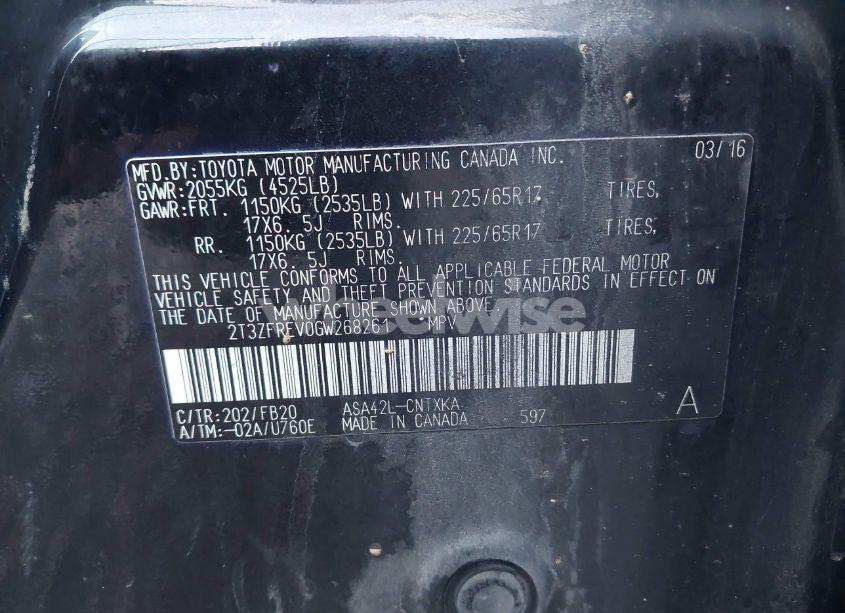 MFD. BY: TOYOTA MOTOR MANUFACTURING CANADA INC. 03/16
GVWR: 2055KG (4525LB)
GAWR: FRT. 1150KG (2535LB) WITH 225/65R17 TIRES,
17X6. 5J RIMS.
RR. 1150KG (2535LB) WITH 225/65R17 TIRES,
17X6. 5J RIMS.
THIS VEHICLE CONFORMS TO ALL APPLICABLE FEDERAL MOTOR
VEHICLE SAFETY AND THEFT PREVENTION STANDARDS IN EFFECT ON
THE DATE OF MANUFACTURE SHOWN ABOVE.
2T3ZFREV0GW268261 MPV
C/TR: 202/FB20 ASA42L-CNTXKA A
A/TM: -02A/U760E MADE IN CANADA 597